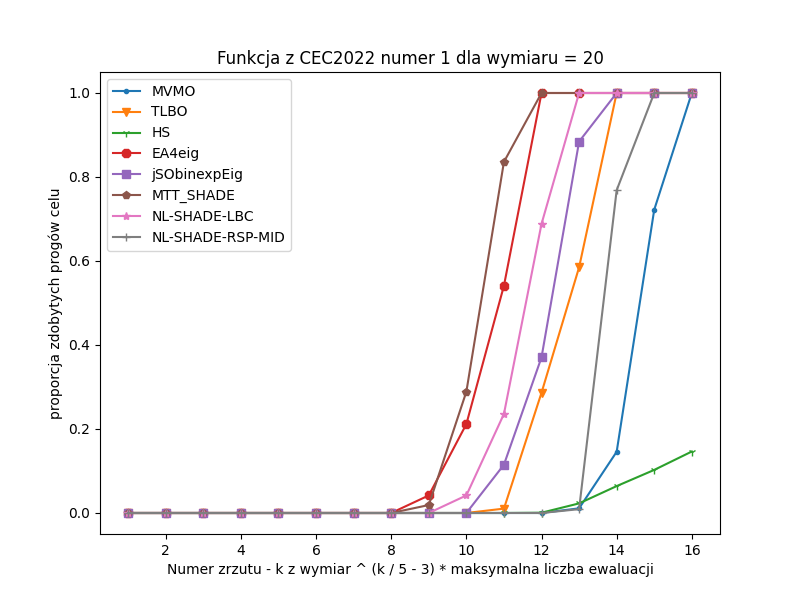 Funkcja z CEC2022 numer 1 dla wymiaru = 20
MVMO
TLBO
HS
EA4eig
jSObinexpEig
MTT_SHADE
NL-SHADE-LBC
NL-SHADE-RSP-MID
proporcja zdobytych progów celu
1.0
0.8
0.6
0.4
0.2
0.0
2 4 6 8 10 12 14 16
Numer zrzutu - k z wymiar ^ (k / 5 - 3) * maksymalna liczba ewaluacji